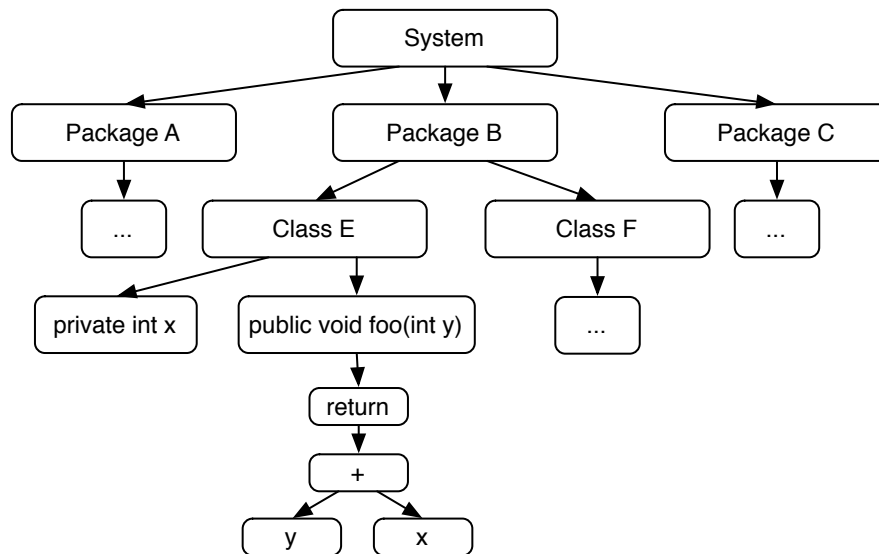 System
Package A
Package B
Package C
...
Class E
Class F
...
private int x
public void foo(int y)
...
return
+
y
x